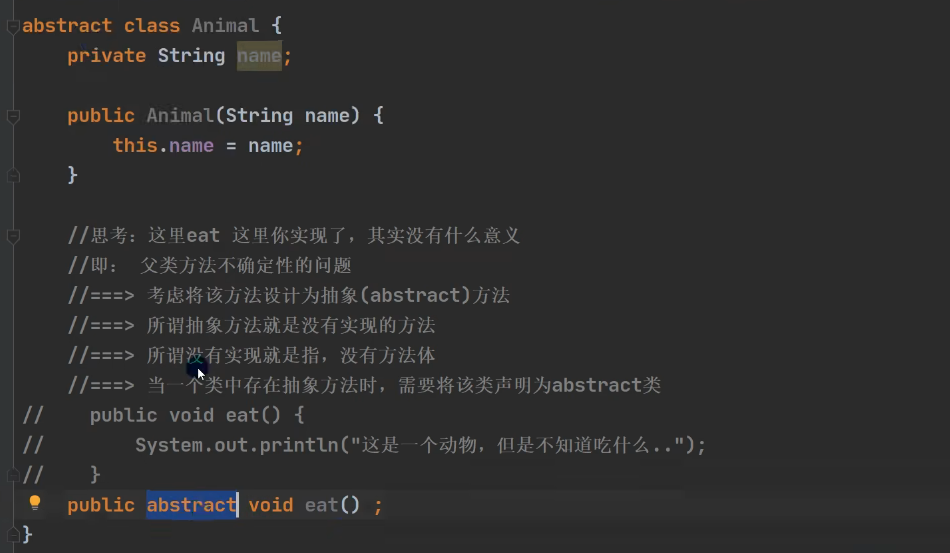 abstract class Animal {
private String name;
public Animal(String name) {
this.name = name;
}
//思考：这里eat 这里你实现了，其实没有什么意义
//即： 父类方法不确定性的问题
//===> 考虑将该方法设计为抽象(abstract)方法
//===> 所谓抽象方法就是没有实现的方法
//===> 所谓没有实现就是指，没有方法体
//===> 当一个类中存在抽象方法时，需要将该类声明为abstract类
// public void eat() {
// System.out.println("这是一个动物，但是不知道吃什么..");
// }
public abstract void eat() ;
}